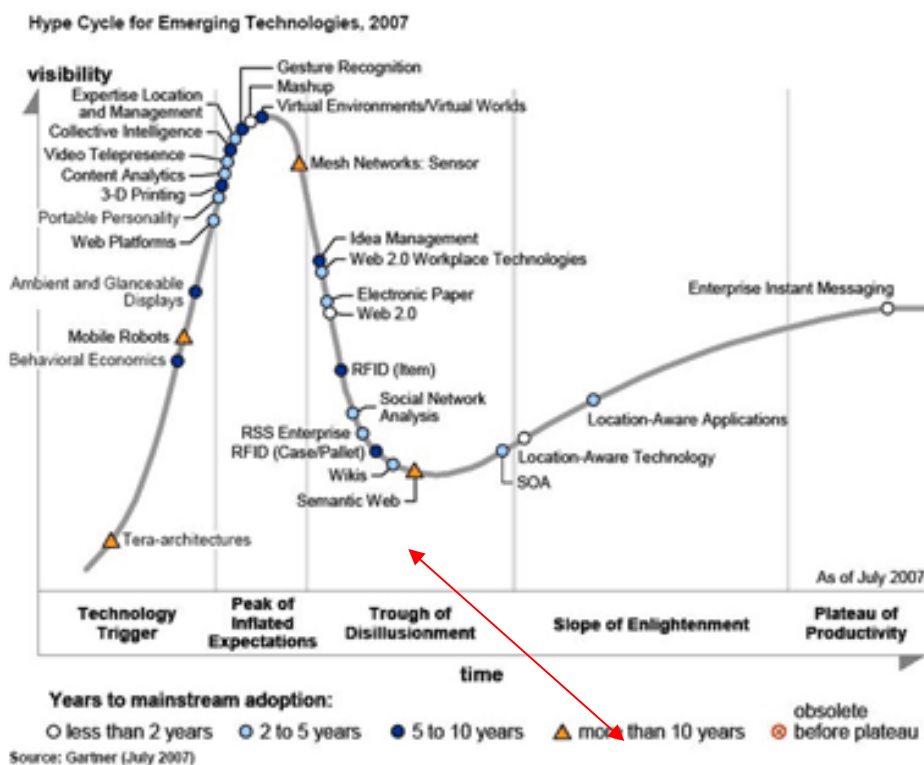 Hype Cycle for Emerging Technologies, 2007
visibility
Gesture Recognition
Mashup
Virtual Environments/Virtual Worlds
Expertise Location
and Management
Collective Intelligence
Video Telepresence
Content Analytics
3-D Printing
Portable Personality
Web Platforms
Mesh Networks: Sensor
Idea Management
Web 2.0 Workplace Technologies
Ambient and Glanceable
Displays
Electronic Paper
Web 2.0
Enterprise Instant Messaging
Mobile Robots
Behavioral Economics
RFID (Item)
Social Network
Analysis
Location-Aware Applications
RSS Enterprise
RFID (Case/Pallet)
Location-Aware Technology
Wikis
SOA
Semantic Web
Tera-architectures
As of July 2007
Technology
Trigger
Peak of
Inflated
Expectations
Trough of
Disillusionment
Slope of Enlightenment
Plateau of
Productivity
time
Years to mainstream adoption:
less than 2 years
2 to 5 years
5 to 10 years
more than 10 years
obsolete
before plateau
Source: Gartner (July 2007)